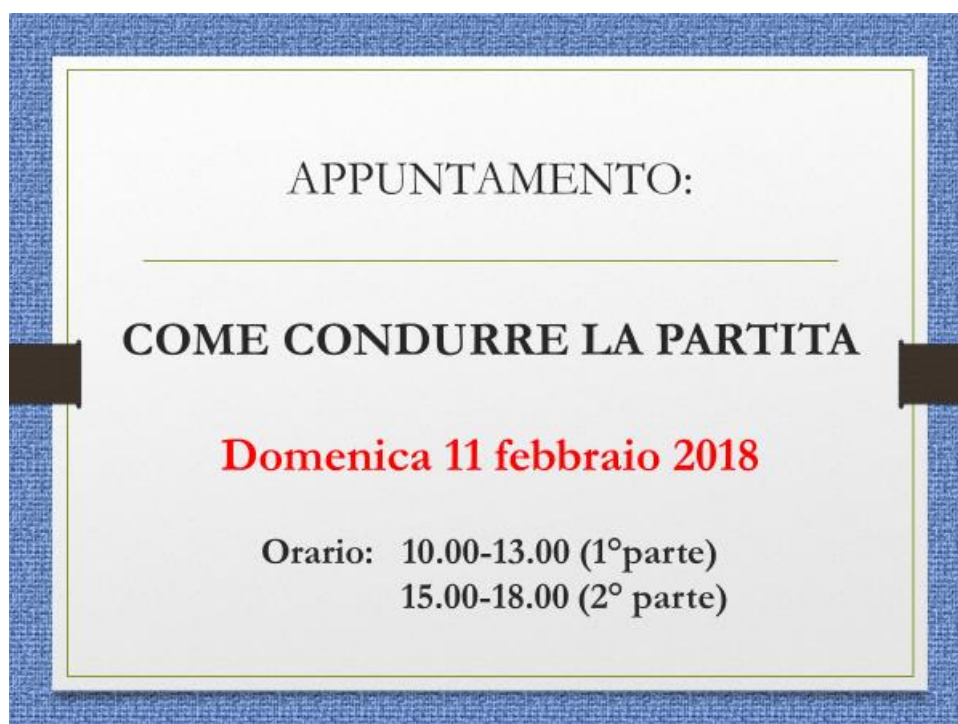 APPUNTAMENTO:
COME CONDURRE LA PARTITA
Domenica 11 febbraio 2018
Orario: 10.00-13.00 (1°parte)
15.00-18.00 (2° parte)